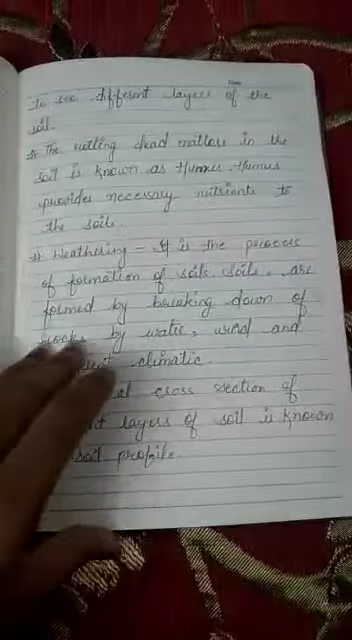 to see different layers of the
soil.
* The rotting dead matters in the
soil is known as Humus. Humus
provides necessary nutrients to
the soil.
* Weathering - It is the process
of formation of soils. Soils are
formed by breaking down of
rocks by water, wind and
climatic
cross section of
layers of soil is known
soil profile